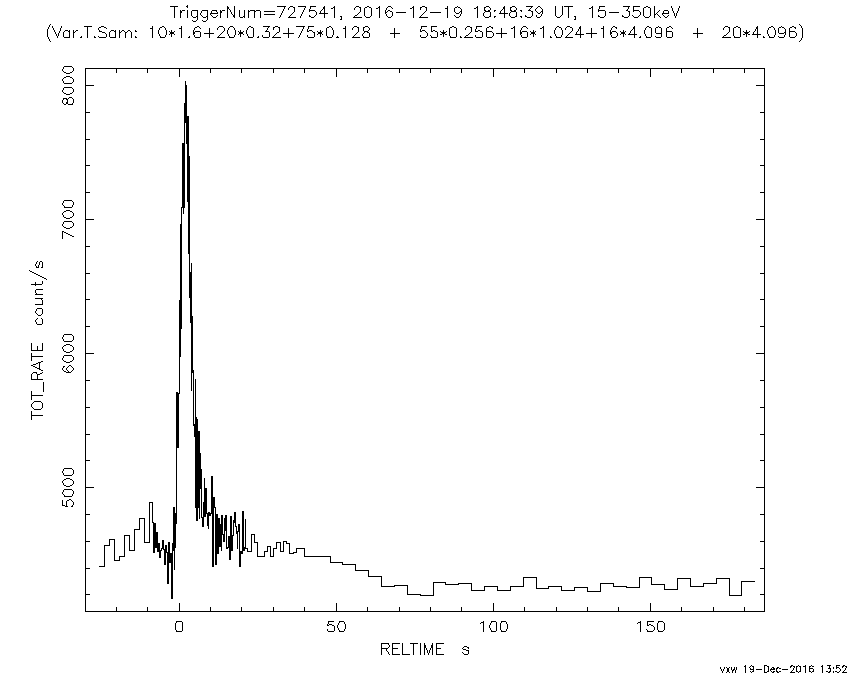 TriggerNum=727541, 2016-12-19 18:48:39 UT, 15-350keV
(Var.T.Sam: 10*1.6+20*0.32+75*0.128 + 55*0.256+16*1.024+16*4.096 + 20*4.096)
8000
7000
6000
5000
TOT_RATE count/s
0 50 100 150
RELTIME s
vxw 19-Dec-2016 13:52